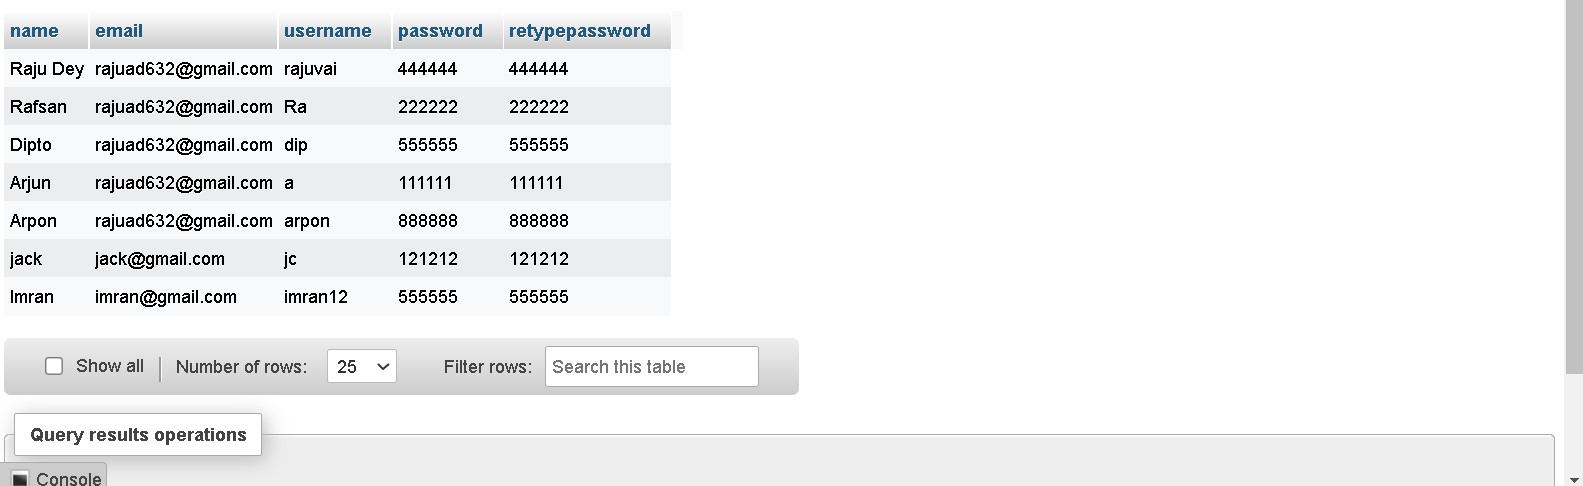 name email username password retypepassword
Raju Dey rajuad632@gmail.com rajuvai 444444 444444
Rafsan rajuad632@gmail.com Ra 222222 222222
Dipto rajuad632@gmail.com dip 555555 555555
Arjun rajuad632@gmail.com a 111111 111111
Arpon rajuad632@gmail.com arpon 888888 888888
jack jack@gmail.com jc 121212 121212
Imran imran@gmail.com imran12 555555 555555
Show all Number of rows: 25 Filter rows: Search this table
Query results operations
Console